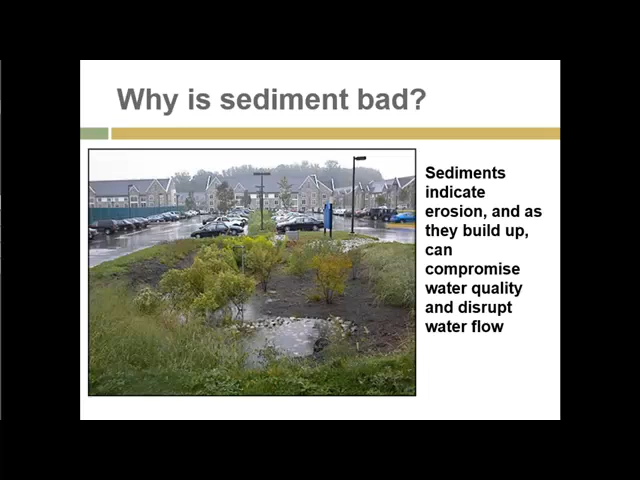 Why is sediment bad?
Sediments
indicate
erosion, and as
they build up,
can
compromise
water quality
and disrupt
water flow